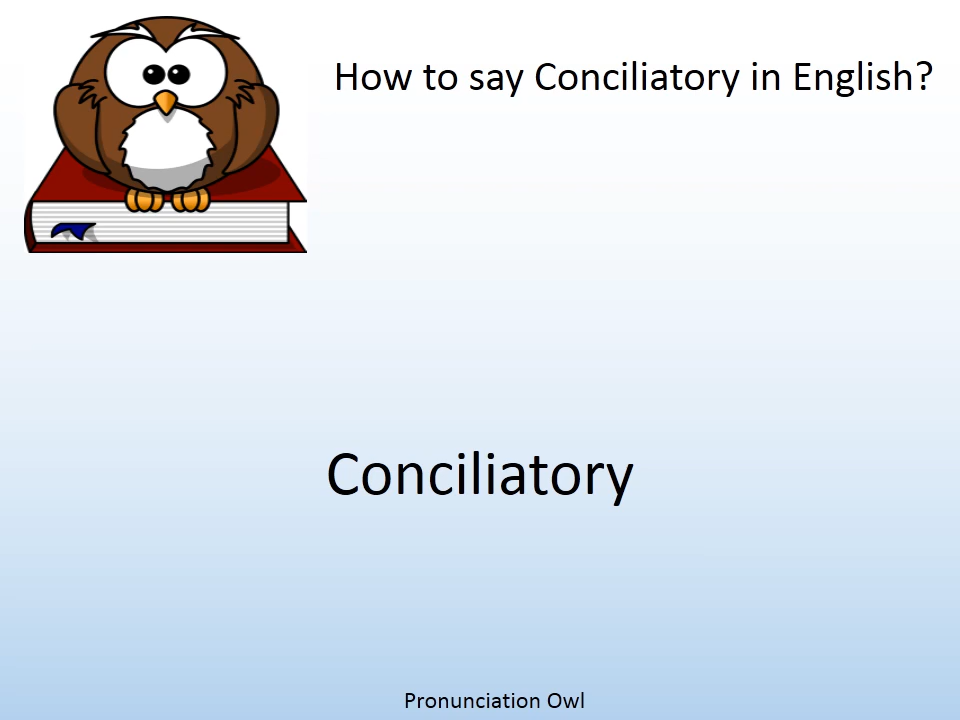 How to say Conciliatory in English?
Conciliatory
Pronunciation Owl